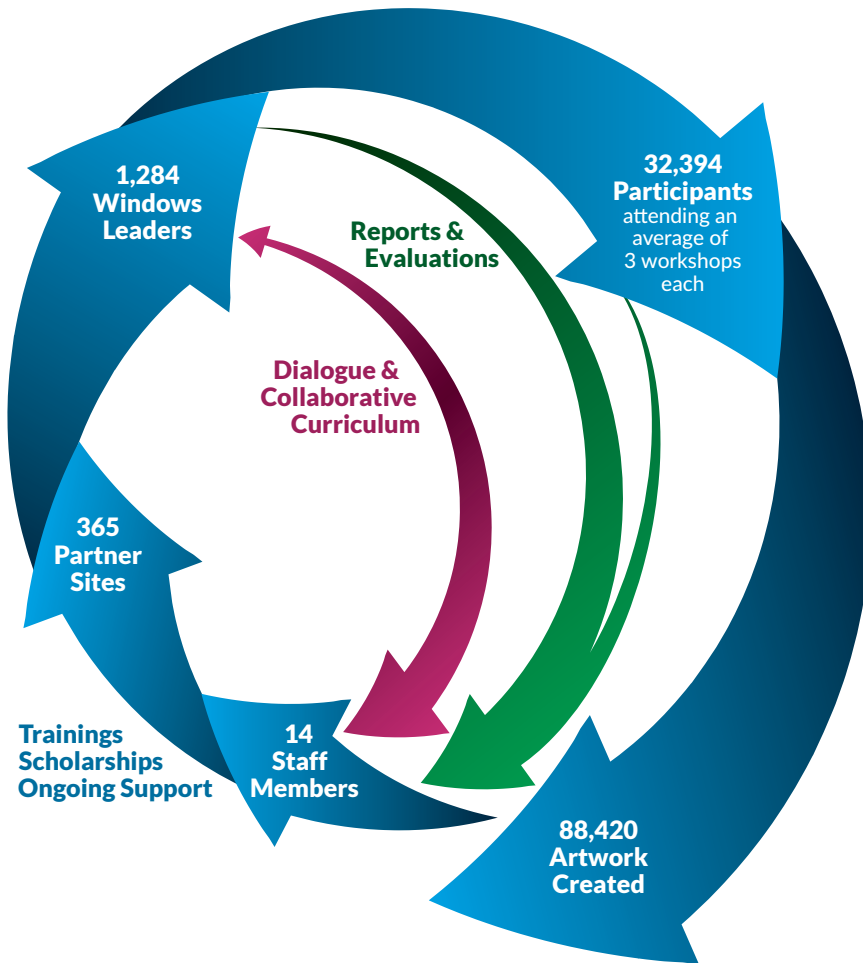 1,284
Windows
Leaders
32,394
Participants
attending an
average of
3 workshops
each
Reports &
Evaluations
Dialogue &
Collaborative
Curriculum
365
Partner
Sites
Trainings
Scholarships
Ongoing Support
14
Staff
Members
88,420
Artwork
Created